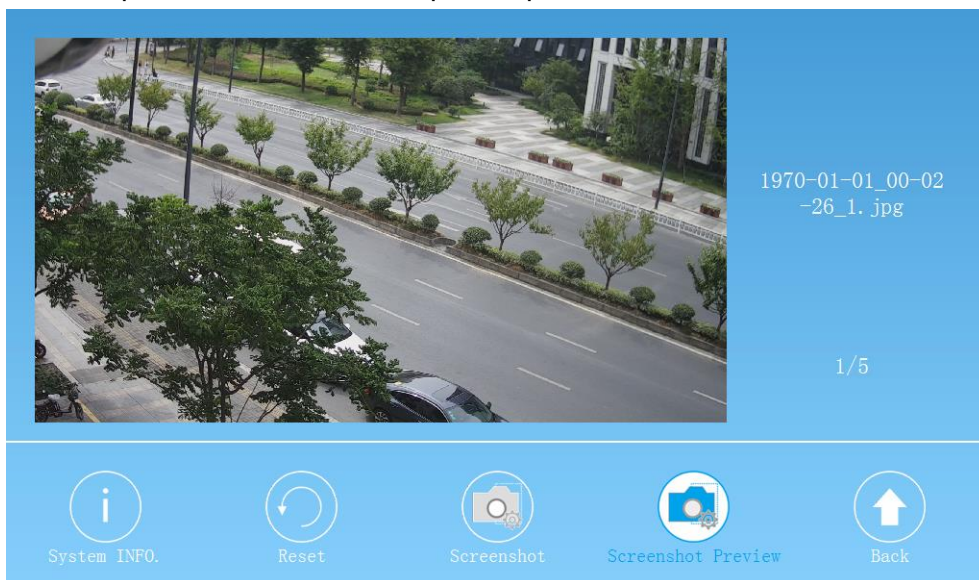 1970-01-01_00-02
-26_1.jpg
1/5
System INFO.
Reset
Screenshot
Screenshot Preview
Back